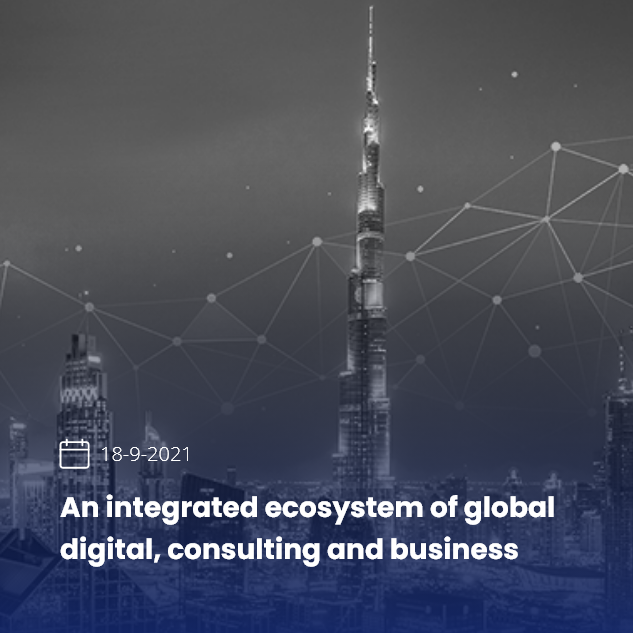 18-9-2021
An integrated ecosystem of global
digital, consulting and business